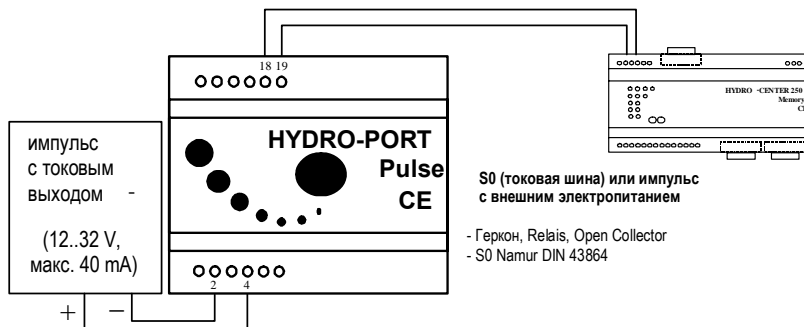 18 19
HYDRO-PORT
Pulse
CE
2
4
импульс
с токовым
выходом -
(12..32 V,
макс. 40 mA)
+
–
HYDRO -CENTER 250
Memory
S0 (токовая шина) или импульс
с внешним электропитанием
- Геркон, Relais, Open Collector
- S0 Namur DIN 43864